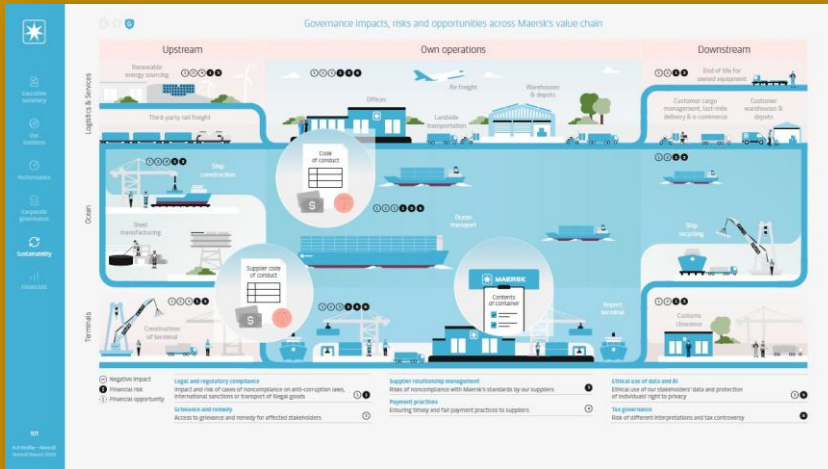 Governance impacts, risks and opportunities across Maersk's value chain
Upstream
Own operations
Downstream
Executive
summary
Our
business
Performance
Corporate
governance
Sustainability
Financials
Logistics & Services
Ocean
Terminals
Renewable
energy sourcing
Third-party rail freight
Offices
Air freight
Landside
transportation
Warehouses
& depots
End of life for
owned equipment
Customer cargo
management, last-mile
delivery & e-commerce
Customer
warehouses &
depots
Ship
construction
Steel
manufacturing
Code
of conduct
$
Ocean
transport
Ship
recycling
Supplier code
of conduct
$
MAERSK
Contents
of container
Construction
of terminal
Import
terminal
Customs
clearance
Negative impact
Financial risk
Financial opportunity
Legal and regulatory compliance
Impact and risk of cases of noncompliance on anti-corruption laws,
international sanctions or transport of illegal goods
Grievance and remedy
Access to grievance and remedy for affected stakeholders
Supplier relationship management
Risks of noncompliance with Maersk's standards by our suppliers
Payment practices
Ensuring timely and fair payment practices to suppliers
Ethical use of data and AI
Ethical use of our stakeholders' data and protection
of individuals' right to privacy
Tax governance
Risk of different interpretations and tax controversy
Annual Report